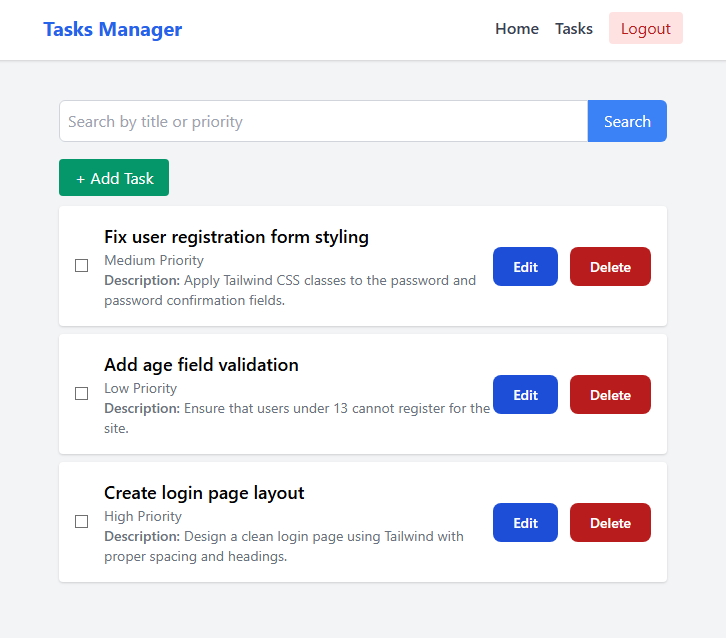 Tasks Manager
Home
Tasks
Logout
Search by title or priority
Search
+ Add Task
Fix user registration form styling
Medium Priority
Description: Apply Tailwind CSS classes to the password and
password confirmation fields.
Edit
Delete
Add age field validation
Low Priority
Description: Ensure that users under 13 cannot register for the
site.
Edit
Delete
Create login page layout
High Priority
Description: Design a clean login page using Tailwind with
proper spacing and headings.
Edit
Delete